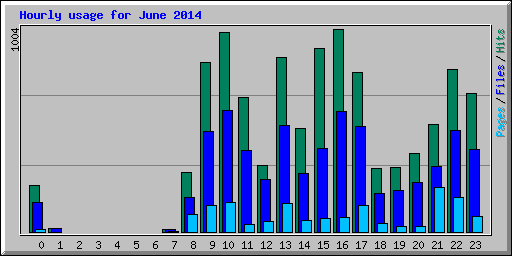 Hourly usage for June 2014
1004
Pages/Files/Hits
0 1 2 3 4 5 6 7 8 9 10 11 12 13 14 15 16 17 18 19 20 21 22 23